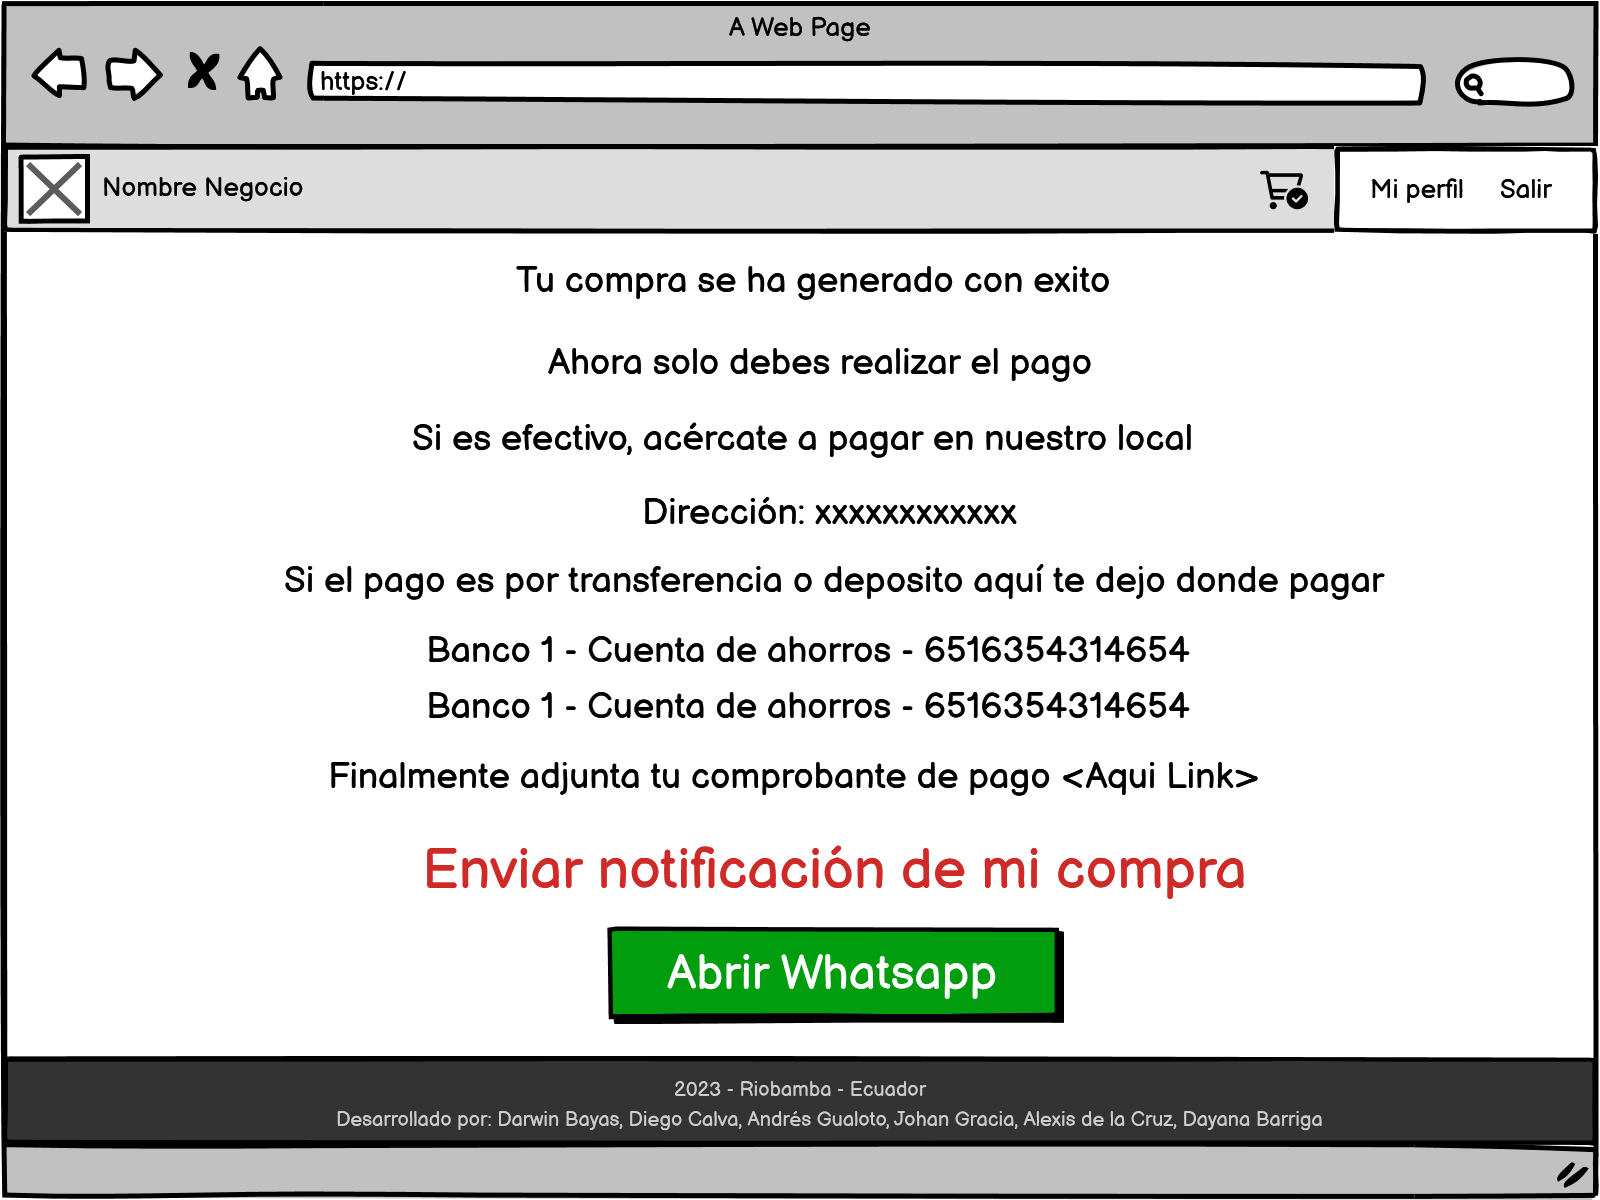 A Web Page
https://
Nombre Negocio
Mi perfil Salir
Tu compra se ha generado con exito
Ahora solo debes realizar el pago
Si es efectivo, acércate a pagar en nuestro local
Dirección: xxxxxxxxxxxx
Si el pago es por transferencia o deposito aquí te dejo donde pagar
Banco 1 - Cuenta de ahorros - 6516354314654
Banco 1 - Cuenta de ahorros - 6516354314654
Finalmente adjunta tu comprobante de pago <Aqui Link>
Enviar notificación de mi compra
Abrir Whatsapp
2023 - Riobamba - Ecuador
Desarrollado por: Darwin Bayas, Diego Calva, Andrés Gualoto, Johan Gracia, Alexis de la Cruz, Dayana Barriga